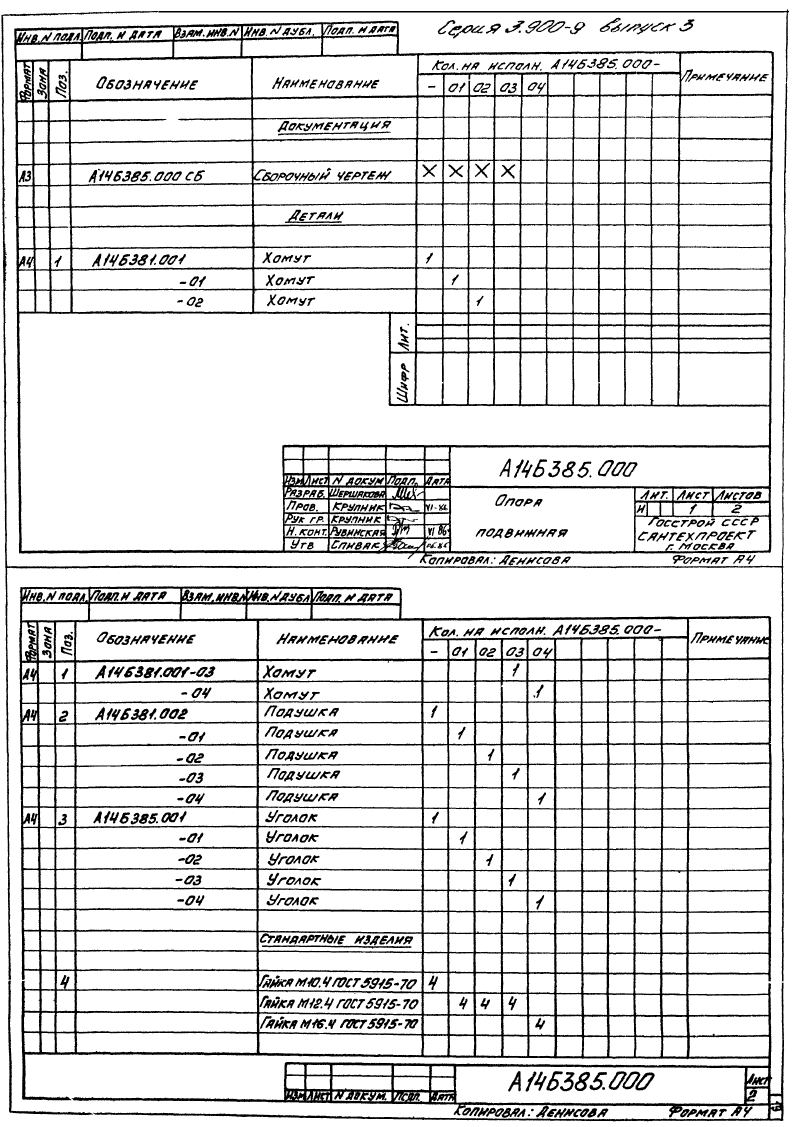 Серия 3.900-9 выпуск 3
Инв. N подл. Подп. и дата Взам. инв. N Инв. N дубл. Подп. и дата
Формат Зона Поз. Обозначение Наименование Кол. на исполн. А14Б385.000– Примечание
– 01 02 03 04
Документация
А3 А14Б385.000 СБ Сборочный чертеж × × × ×
Детали
А4 1 А14Б381.001 Хомут 1
-01 Хомут 1
-02 Хомут 1
Лит.
Шифр
А14Б385.000
Изм Лист N докум Подп. Дата
Разраб. Шершакова
Пров. Крупник VI-86
Рук гр. Крупник
Н. конт. Рувинская VI 86
Утв Спивак
Опора
подвижная
Лит. Лист Листов
И 1 2
Госстрой СССР
Сантехпроект
г. Москва
Копировал: Денисова Формат А4
Инв. N подл. Подп. и дата Взам. инв. N Инв. N дубл. Подп. и дата
Формат Зона Поз. Обозначение Наименование Кол. на исполн. А14Б385.000– Примечание
– 01 02 03 04
А4 1 А14Б381.001-03 Хомут 1
-04 Хомут 1
А4 2 А14Б381.002 Подушка 1
-01 Подушка 1
-02 Подушка 1
-03 Подушка 1
-04 Подушка 1
А4 3 А14Б385.001 Уголок 1
-01 Уголок 1
-02 Уголок 1
-03 Уголок 1
-04 Уголок 1
Стандартные изделия
4 Гайка М10.4 ГОСТ 5915-70 4
Гайка М12.4 ГОСТ 5915-70 4 4 4
Гайка М16.4 ГОСТ 5915-70 4
А14Б385.000
Лист
2
Изм Лист N докум. Подп. Дата
Копировал: Денисова Формат А4